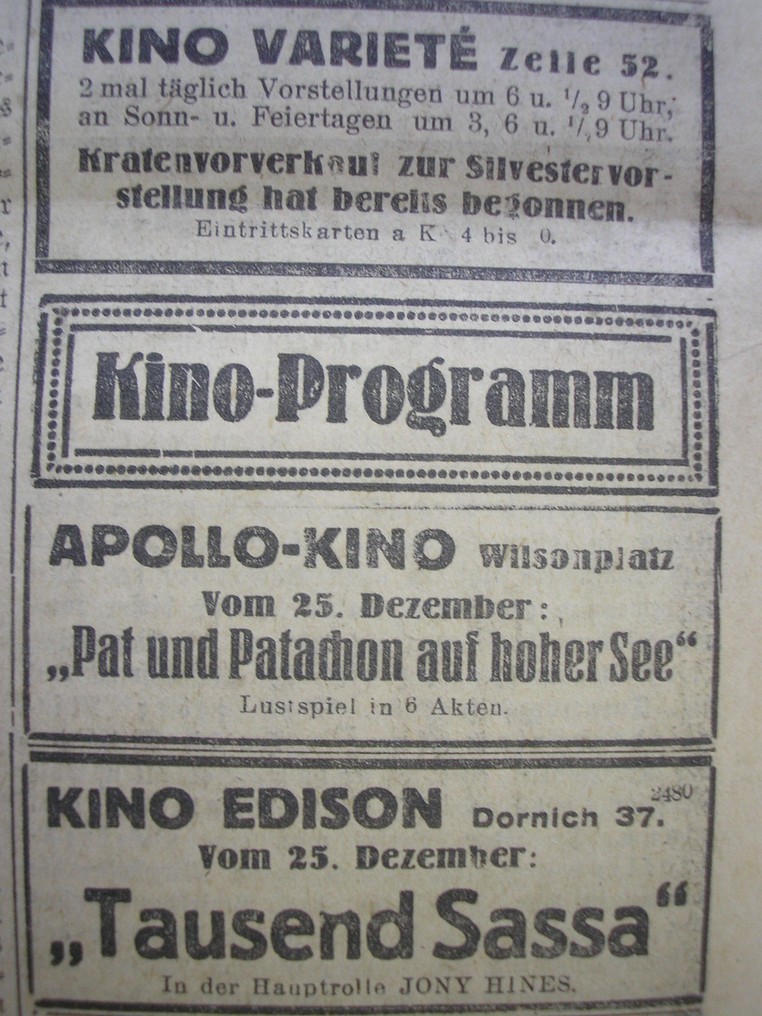 KINO VARIETÉ Zeile 52.
2 mal täglich Vorstellungen um 6 u. ½ 9 Uhr,
an Sonn- u. Feiertagen um 3, 6 u. ½ 9 Uhr.
Kartenvorverkauf zur Silvestervor-
stellung hat bereits begonnen.
Eintrittskarten a K 4 bis 0.
Kino-Programm
APOLLO-KINO Wilsonplatz
Vom 25. Dezember:
„Pat und Patachon auf hoher See“
Lustspiel in 6 Akten.
KINO EDISON Dornich 37.
2480
Vom 25. Dezember:
„Tausend Sassa“
In der Hauptrolle JONY HINES.